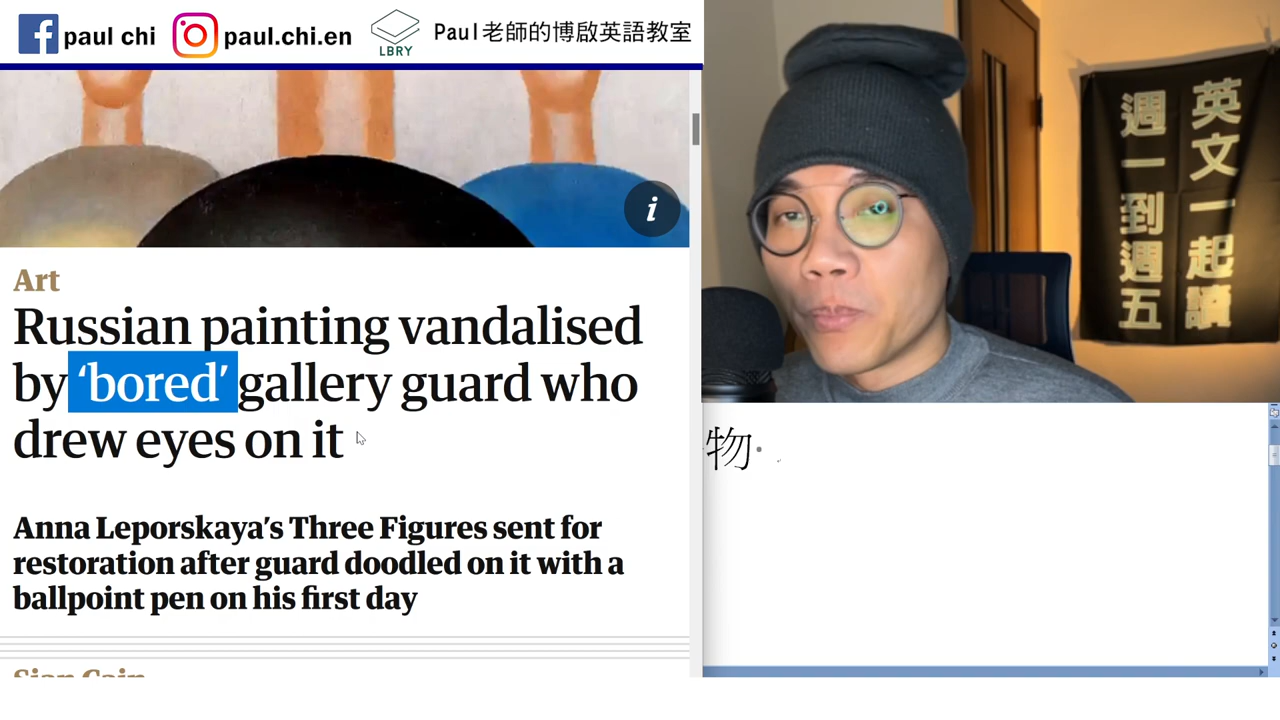 paul chi
paul.chi.en
LBRY
Paul老師的博啟英語教室
i
Art
Russian painting vandalised
by ‘bored’ gallery guard who
drew eyes on it
Anna Leporskaya’s Three Figures sent for
restoration after guard doodled on it with a
ballpoint pen on his first day
Sian Cain
英文一起讀
週一到週五
物